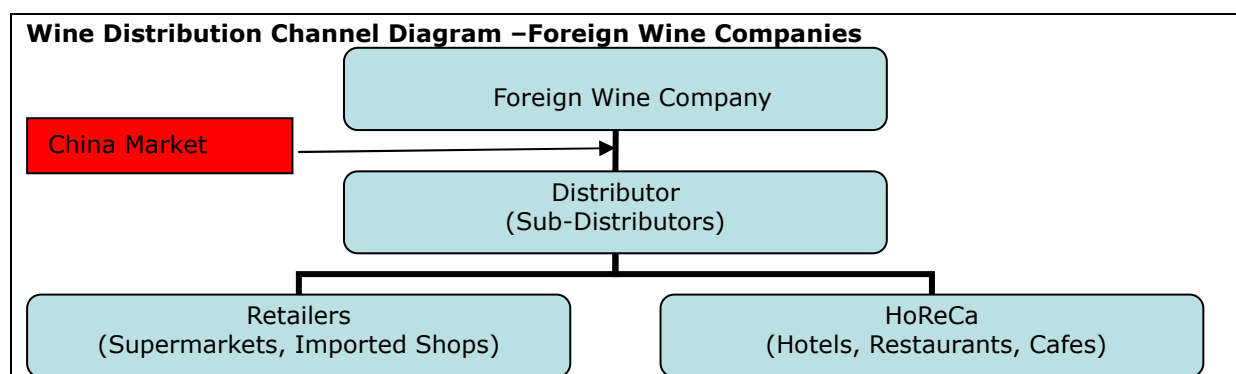 Wine Distribution Channel Diagram –Foreign Wine Companies
Foreign Wine Company
China Market
Distributor
(Sub-Distributors)
Retailers
(Supermarkets, Imported Shops)
HoReCa
(Hotels, Restaurants, Cafes)